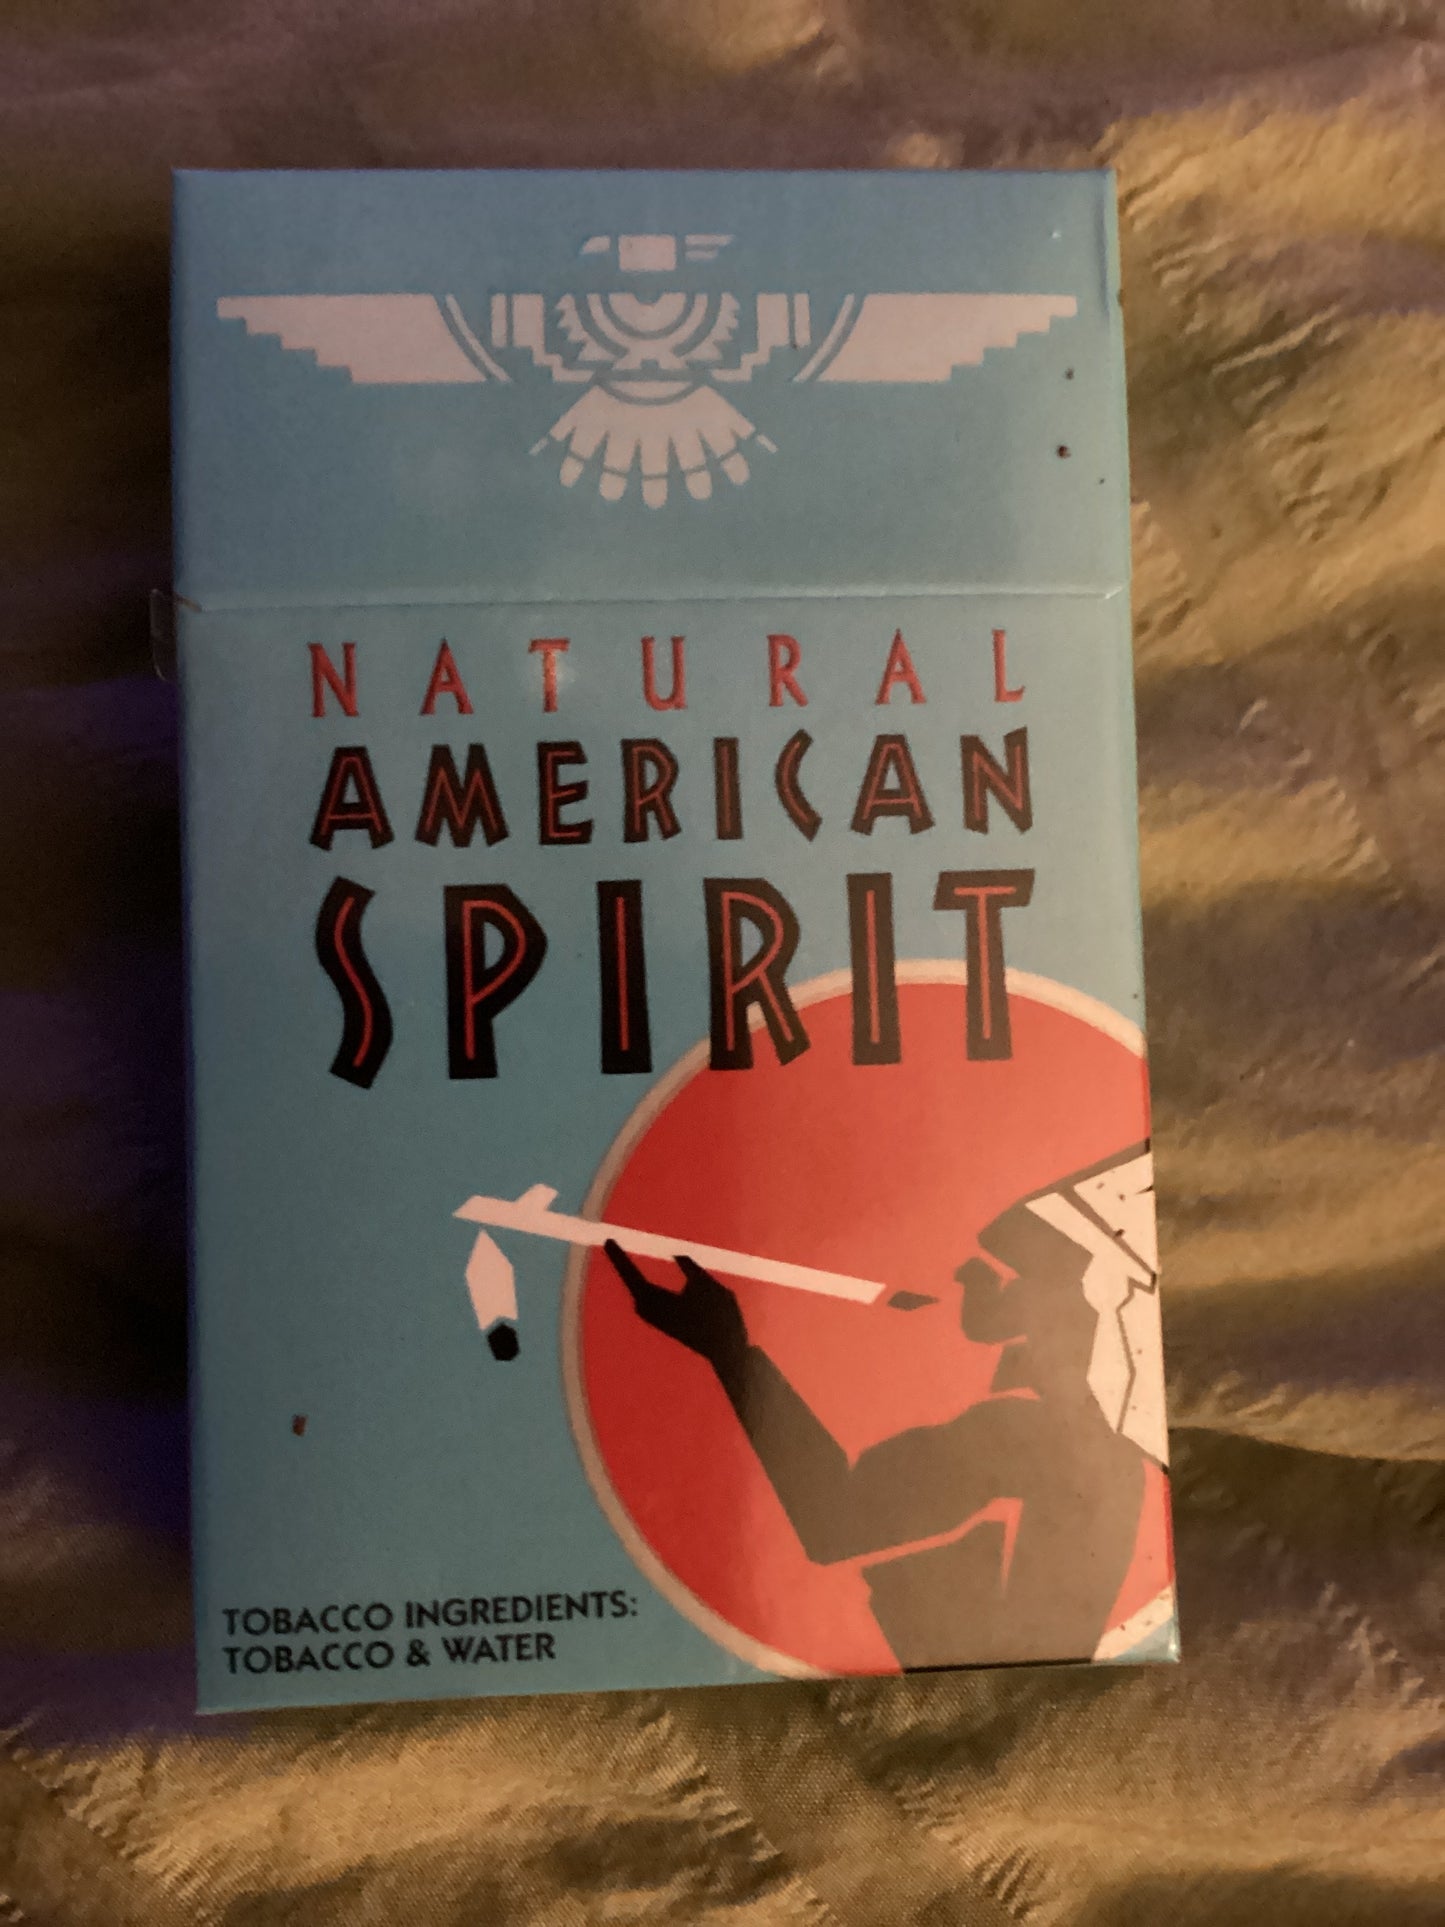 NATURAL
AMERICAN
SPIRIT
TOBACCO INGREDIENTS:
TOBACCO & WATER